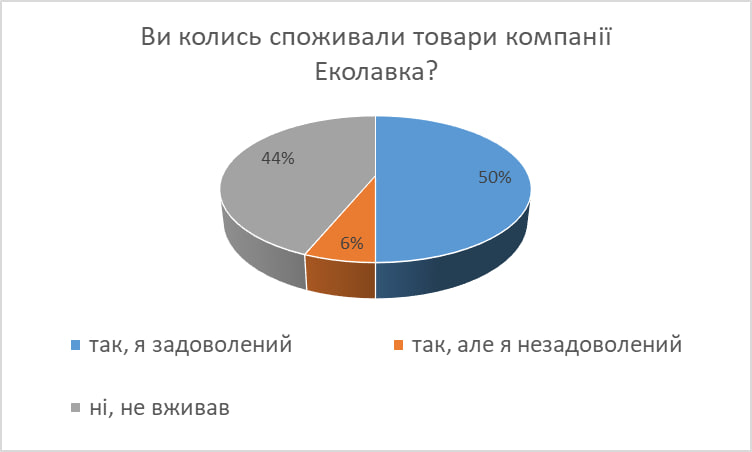 Ви колись споживали товари компанії
Еколавка?
44%
50%
6%
так, я задоволений
так, але я незадоволений
ні, не вживав